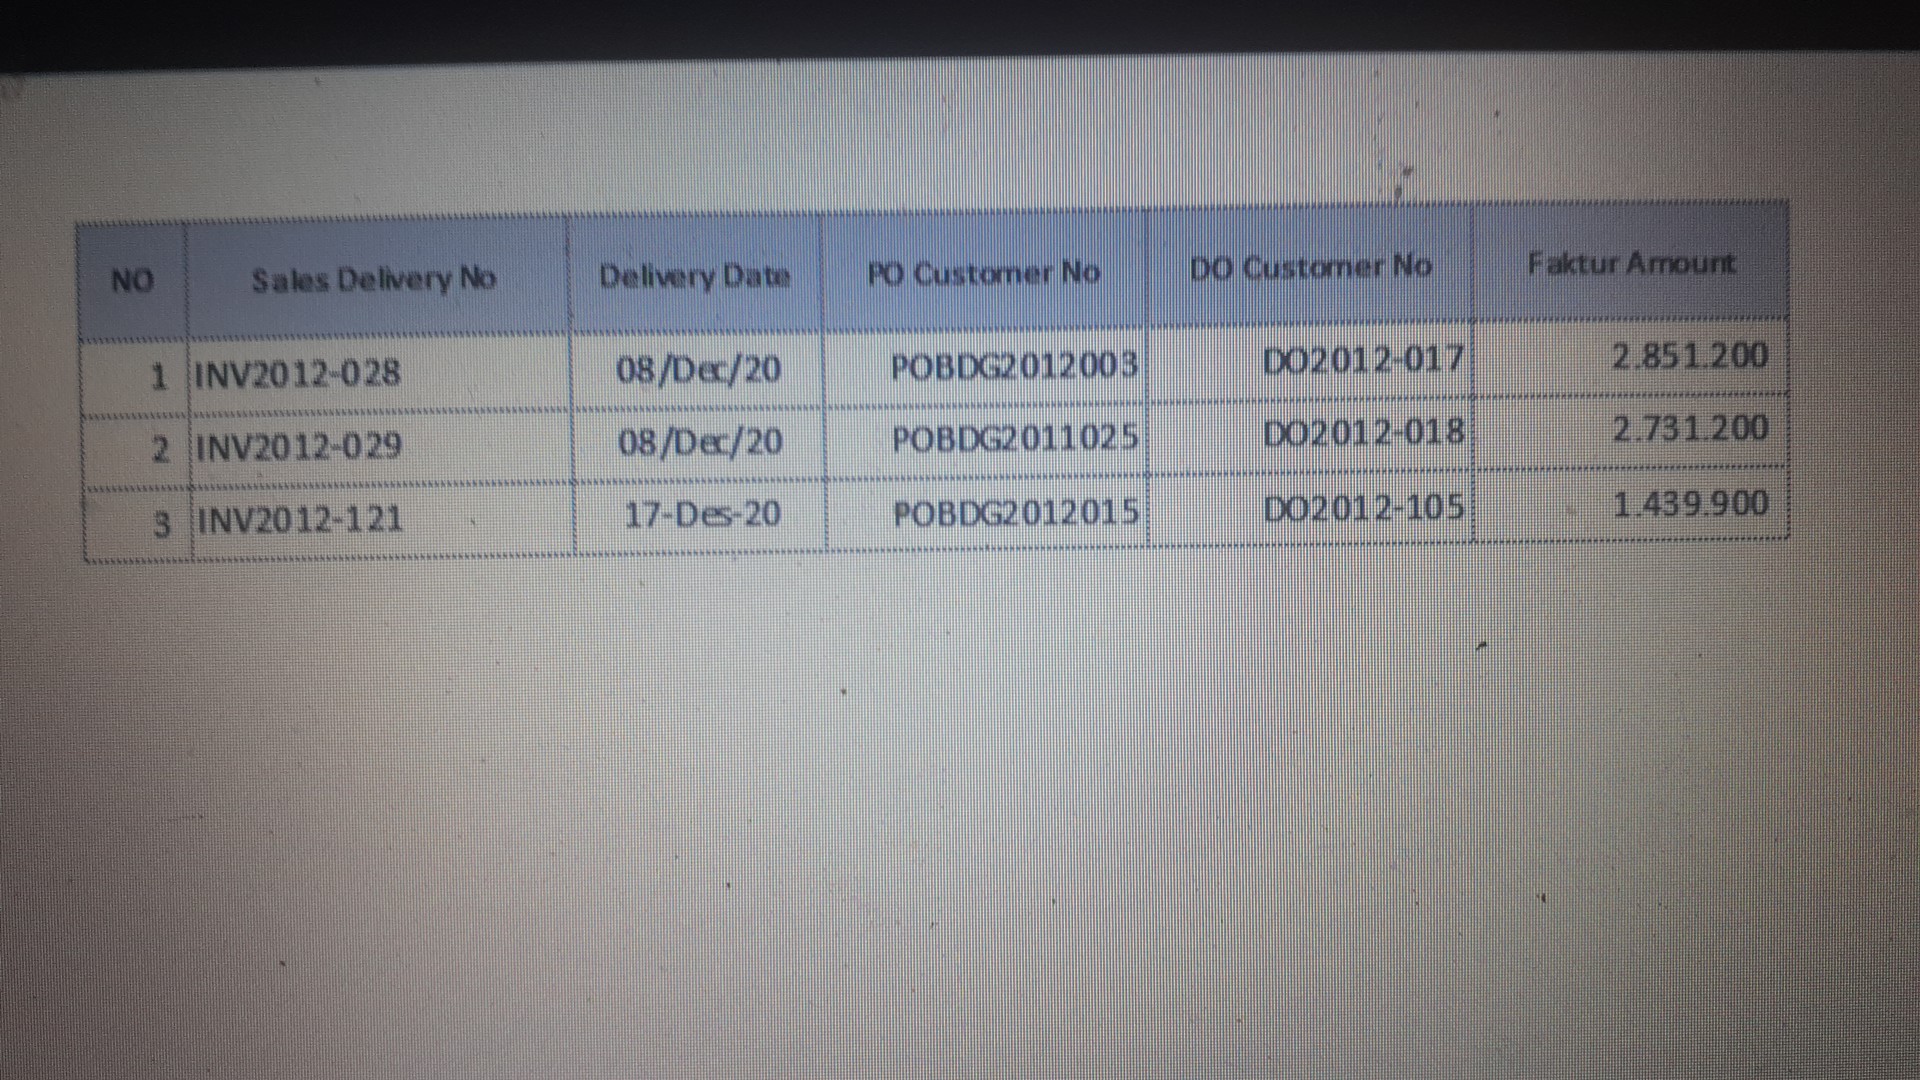 NO Sales Delivery No Delivery Date PO Customer No DO Customer No Faktur Amount
1 INV2012-028 08/Dec/20 POBDG2012003 DO2012-017 2.851.200
2 INV2012-029 08/Dec/20 POBDG2011025 DO2012-018 2.731.200
3 INV2012-121 17-Des-20 POBDG2012015 DO2012-105 1.439.900